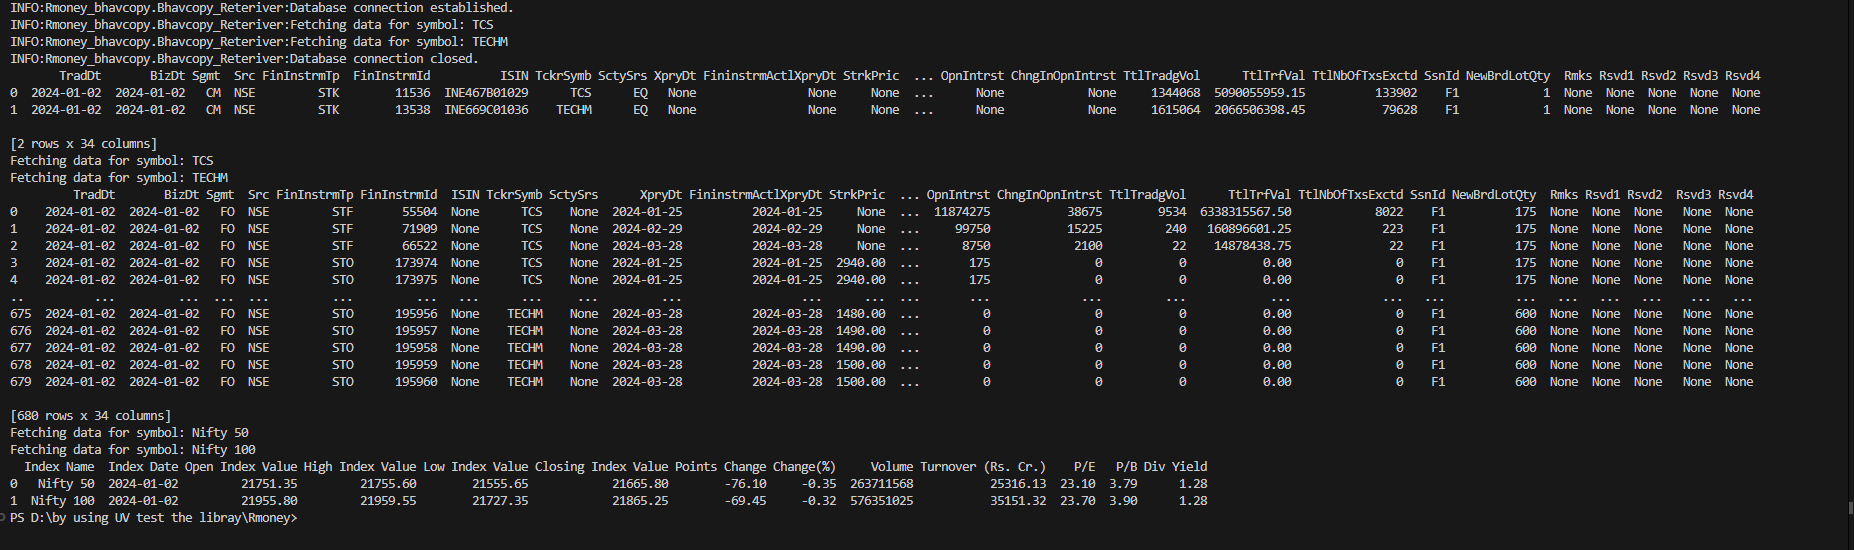 INFO:Rmoney_bhavcopy.Bhavcopy_Reteriver:Database connection established.
INFO:Rmoney_bhavcopy.Bhavcopy_Reteriver:Fetching data for symbol: TCS
INFO:Rmoney_bhavcopy.Bhavcopy_Reteriver:Fetching data for symbol: TECHM
INFO:Rmoney_bhavcopy.Bhavcopy_Reteriver:Database connection closed.
TradDt BizDt Sgmt Src FinInstrmTp FinInstrmId ISIN TckrSymb SctySrs XpryDt FininstrmActlXpryDt StrkPric ... OpnIntrst ChngInOpnIntrst TtlTradgVol TtlTrfVal TtlNbOfTxsExctd SsnId NewBrdLotQty Rmks Rsvd1 Rsvd2 Rsvd3 Rsvd4
0 2024-01-02 2024-01-02 CM NSE STK 11536 INE467B01029 TCS EQ None None None ... None None 1344068 5090055959.15 133902 F1 1 None None None None None
1 2024-01-02 2024-01-02 CM NSE STK 13538 INE669C01036 TECHM EQ None None None ... None None 1615064 2066506398.45 79628 F1 1 None None None None None
[2 rows x 34 columns]
Fetching data for symbol: TCS
Fetching data for symbol: TECHM
TradDt BizDt Sgmt Src FinInstrmTp FinInstrmId ISIN TckrSymb SctySrs XpryDt FininstrmActlXpryDt StrkPric ... OpnIntrst ChngInOpnIntrst TtlTradgVol TtlTrfVal TtlNbOfTxsExctd SsnId NewBrdLotQty Rmks Rsvd1 Rsvd2 Rsvd3 Rsvd4
0 2024-01-02 2024-01-02 FO NSE STF 55504 None TCS None 2024-01-25 2024-01-25 None ... 11874275 38675 9534 6338315567.50 8022 F1 175 None None None None None
1 2024-01-02 2024-01-02 FO NSE STF 71909 None TCS None 2024-02-29 2024-02-29 None ... 99750 15225 240 160896601.25 223 F1 175 None None None None None
2 2024-01-02 2024-01-02 FO NSE STF 66522 None TCS None 2024-03-28 2024-03-28 None ... 8750 2100 22 14878438.75 22 F1 175 None None None None None
3 2024-01-02 2024-01-02 FO NSE STO 173974 None TCS None 2024-01-25 2024-01-25 2940.00 ... 175 0 0 0.00 0 F1 175 None None None None None
4 2024-01-02 2024-01-02 FO NSE STO 173975 None TCS None 2024-01-25 2024-01-25 2940.00 ... 175 0 0 0.00 0 F1 175 None None None None None
.. ... ... ... ... ... ... ... ... ... ... ... ... ... ... ... ... ... ... ... ... ... ... ... ... ...
675 2024-01-02 2024-01-02 FO NSE STO 195956 None TECHM None 2024-03-28 2024-03-28 1480.00 ... 0 0 0 0.00 0 F1 600 None None None None None
676 2024-01-02 2024-01-02 FO NSE STO 195957 None TECHM None 2024-03-28 2024-03-28 1490.00 ... 0 0 0 0.00 0 F1 600 None None None None None
677 2024-01-02 2024-01-02 FO NSE STO 195958 None TECHM None 2024-03-28 2024-03-28 1490.00 ... 0 0 0 0.00 0 F1 600 None None None None None
678 2024-01-02 2024-01-02 FO NSE STO 195959 None TECHM None 2024-03-28 2024-03-28 1500.00 ... 0 0 0 0.00 0 F1 600 None None None None None
679 2024-01-02 2024-01-02 FO NSE STO 195960 None TECHM None 2024-03-28 2024-03-28 1500.00 ... 0 0 0 0.00 0 F1 600 None None None None None
[680 rows x 34 columns]
Fetching data for symbol: Nifty 50
Fetching data for symbol: Nifty 100
Index Name Index Date Open Index Value High Index Value Low Index Value Closing Index Value Points Change Change(%) Volume Turnover (Rs. Cr.) P/E P/B Div Yield
0 Nifty 50 2024-01-02 21751.35 21755.60 21555.65 21665.80 -76.10 -0.35 263711568 25316.13 23.10 3.79 1.28
1 Nifty 100 2024-01-02 21955.80 21959.55 21727.35 21865.25 -69.45 -0.32 576351025 35151.32 23.70 3.90 1.28
PS D:\by using UV test the libray\Rmoney>